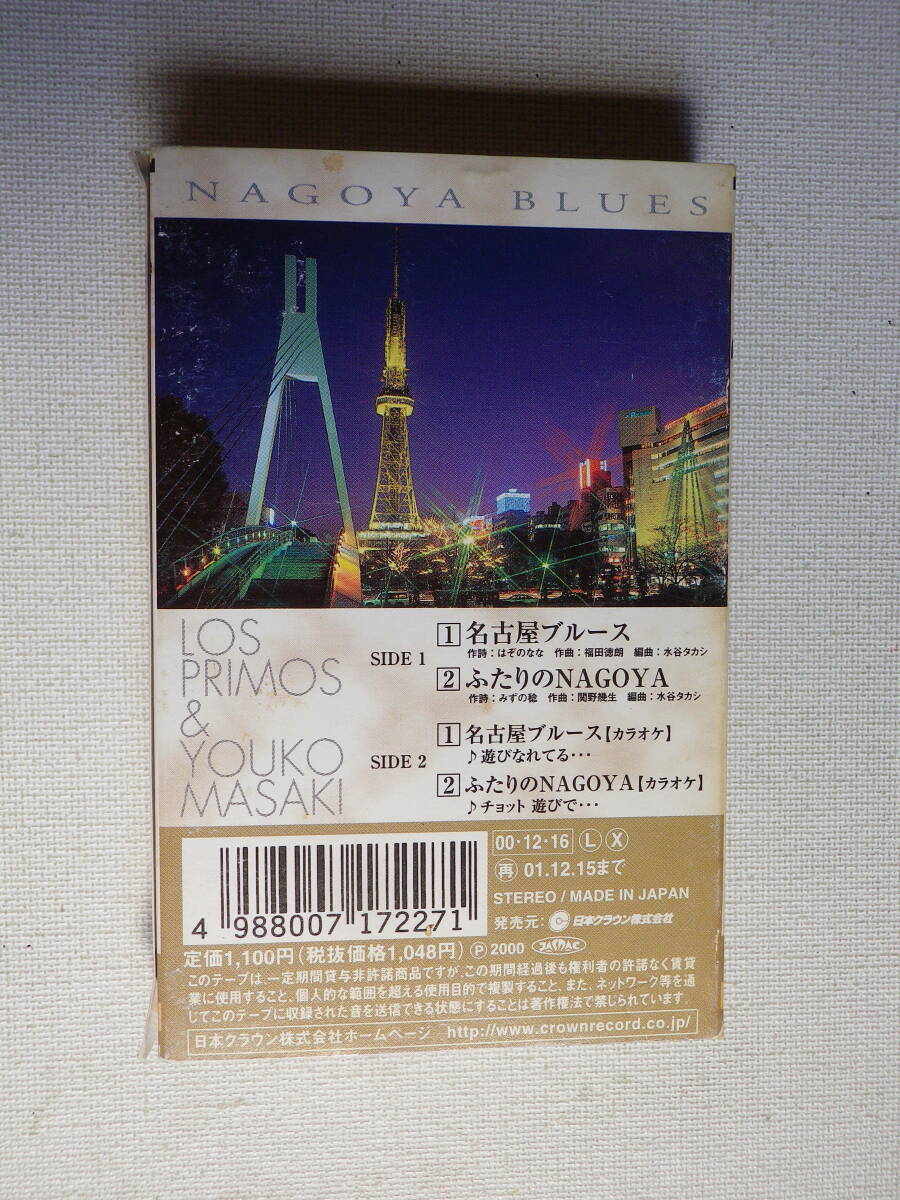 NAGOYA BLUES
LOS
PRIMOS
&
YOUKO
MASAKI
SIDE 1
1 名古屋ブルース
作詩:はぞのなな 作曲:福田徳朗 編曲:水谷タカシ
2 ふたりのNAGOYA
作詩:みずの稔 作曲:関野幾生 編曲:水谷タカシ
SIDE 2
1 名古屋ブルース【カラオケ】
♪遊びなれてる・・・
2 ふたりのNAGOYA【カラオケ】
♪チョット 遊びで・・・
4 988007 172271
00・12・16 Ⓛ Ⓧ
再 01.12.15まで
STEREO / MADE IN JAPAN
発売元: 日本クラウン株式会社
定価1,100円(税抜価格1,048円) Ⓟ 2000 JASRAC
このテープは、一定期間貸与非許諾商品ですが、この期間経過後も権利者の許諾なく賃貸
業に使用すること、個人的な範囲を超える使用目的で複製すること、また、ネットワーク等を通
じてこのテープに収録された音を送信できる状態にすることは著作権法で禁じられています。
日本クラウン株式会社ホームページ http://www.crownrecord.co.jp/